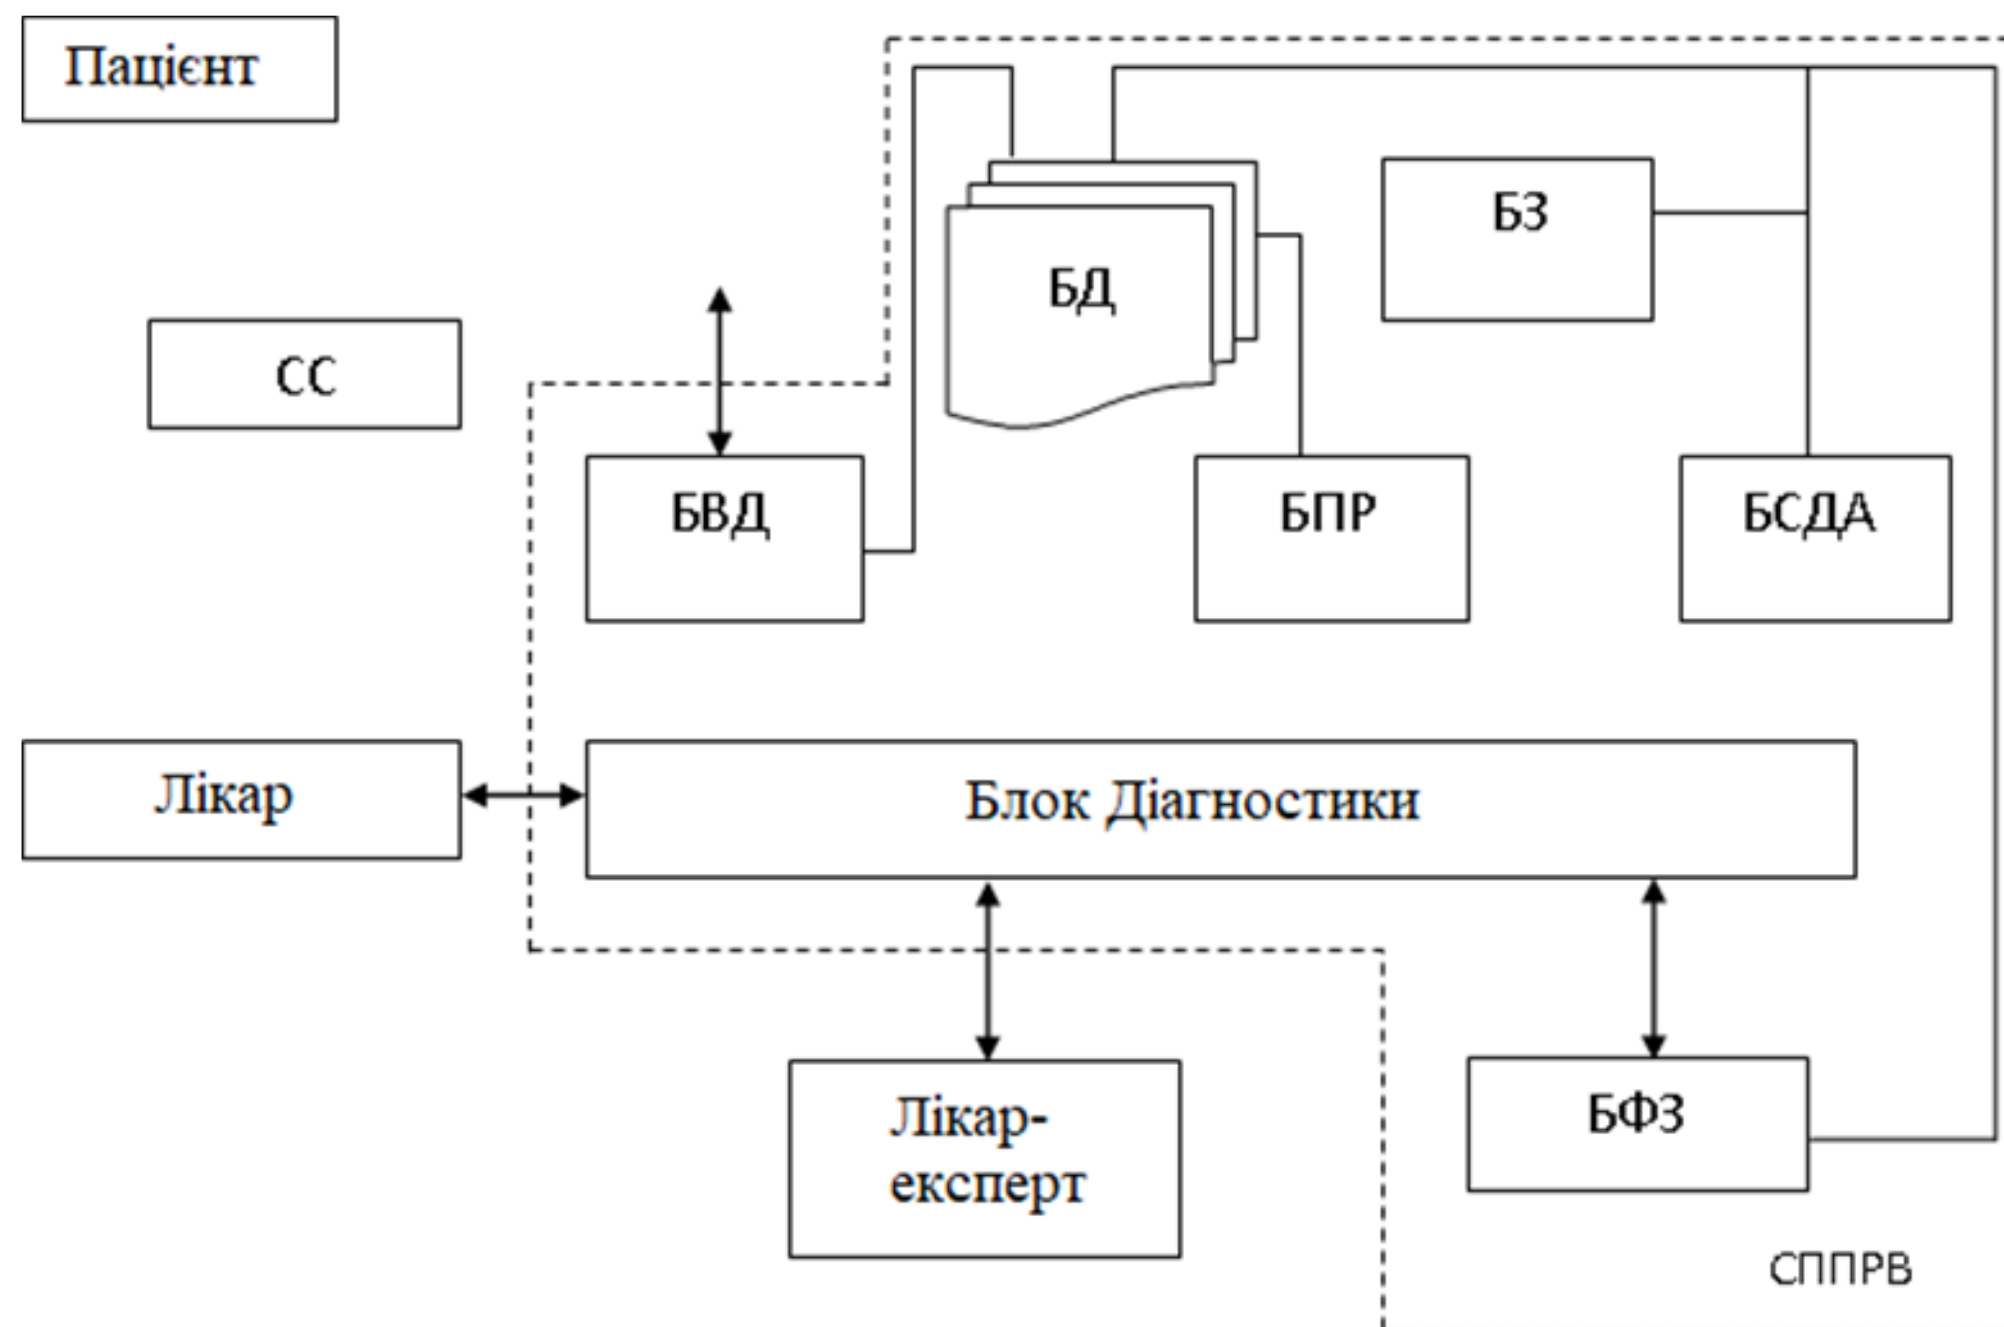 Пацієнт
БЗ
БД
СС
БВД
БПР
БСДА
Лікар
Блок Діагностики
Лікар-
експерт
БФЗ
СППРВ